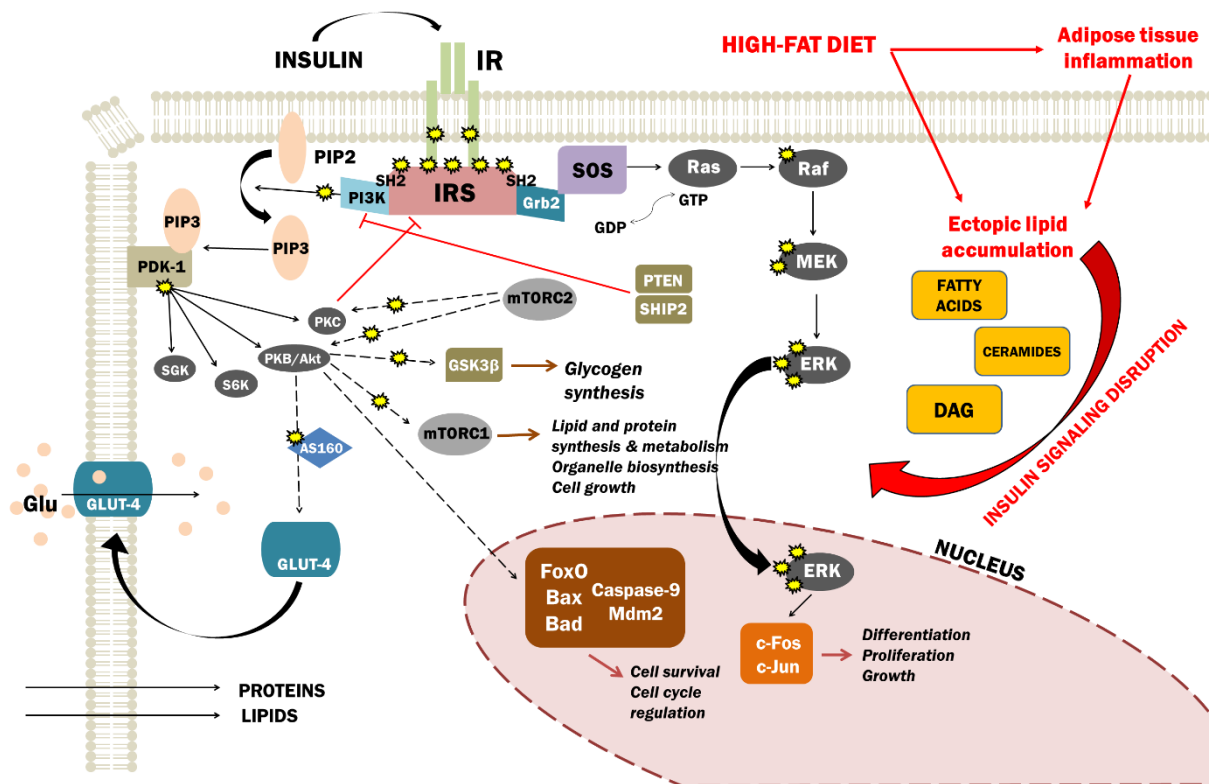 INSULIN
IR
HIGH-FAT DIET
Adipose tissue
inflammation
PIP2
SH2
SH2
PI3K
IRS
Grb2
SOS
Ras
Raf
GTP
GDP
PIP3
PIP3
PDK-1
MEK
Ectopic lipid
accumulation
PTEN
SHIP2
mTORC2
PKC
FATTY
ACIDS
CERAMIDES
DAG
INSULIN SIGNALING DISRUPTION
SGK
S6K
PKB/Akt
GSK3β
Glycogen
synthesis
ERK
mTORC1
Lipid and protein
synthesis & metabolism
Organelle biosynthesis
Cell growth
AS160
Glu
GLUT-4
GLUT-4
NUCLEUS
FoxO
Bax
Bad
Caspase-9
Mdm2
ERK
c-Fos
c-Jun
Differentiation
Proliferation
Growth
Cell survival
Cell cycle
regulation
PROTEINS
LIPIDS